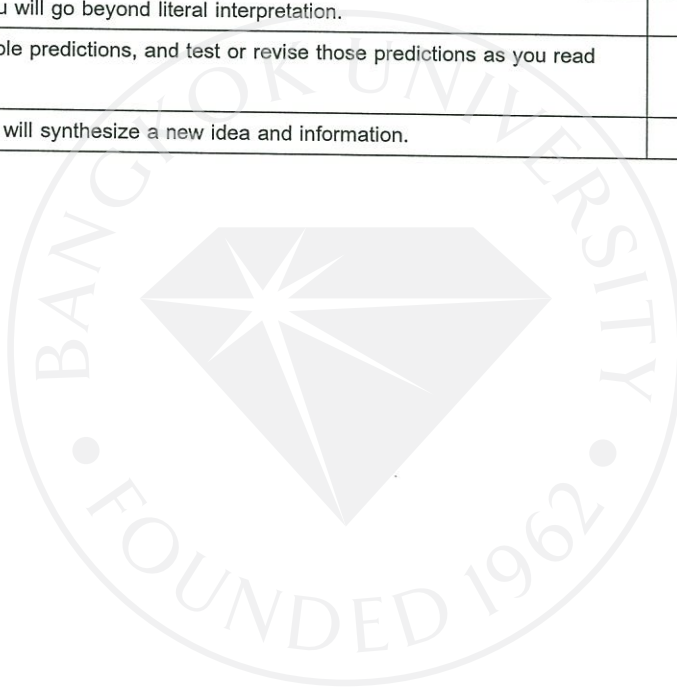 will go beyond literal interpretation.
predictions, and test or revise those predictions as you read
will synthesize a new idea and information.
BANGKOK UNIVERSITY
FOUNDED 1962